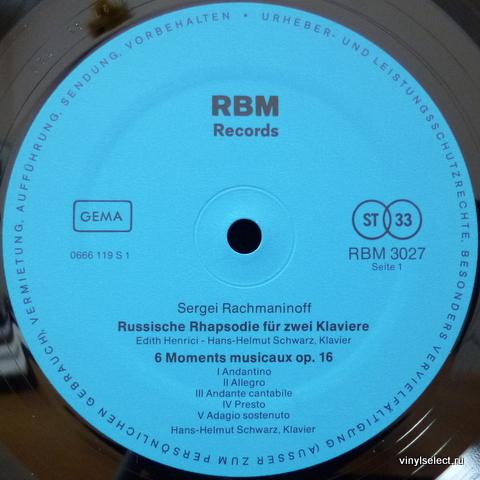 URHEBER- UND LEISTUNGSSCHUTZRECHTE, BESONDERS VERVIELFÄLTIGUNG (AUSSER ZUM PERSÖNLICHEN GEBRAUCH), VERMIETUNG, AUFFÜHRUNG, SENDUNG, VORBEHALTEN •
RBM
Records
GEMA
ST 33
0666 119 S 1
RBM 3027
Seite 1
Sergei Rachmaninoff
Russische Rhapsodie für zwei Klaviere
Edith Henrici - Hans-Helmut Schwarz, Klavier
6 Moments musicaux op. 16
I Andantino
II Allegro
III Andante cantabile
IV Presto
V Adagio sostenuto
Hans-Helmut Schwarz, Klavier
vinylselect.ru